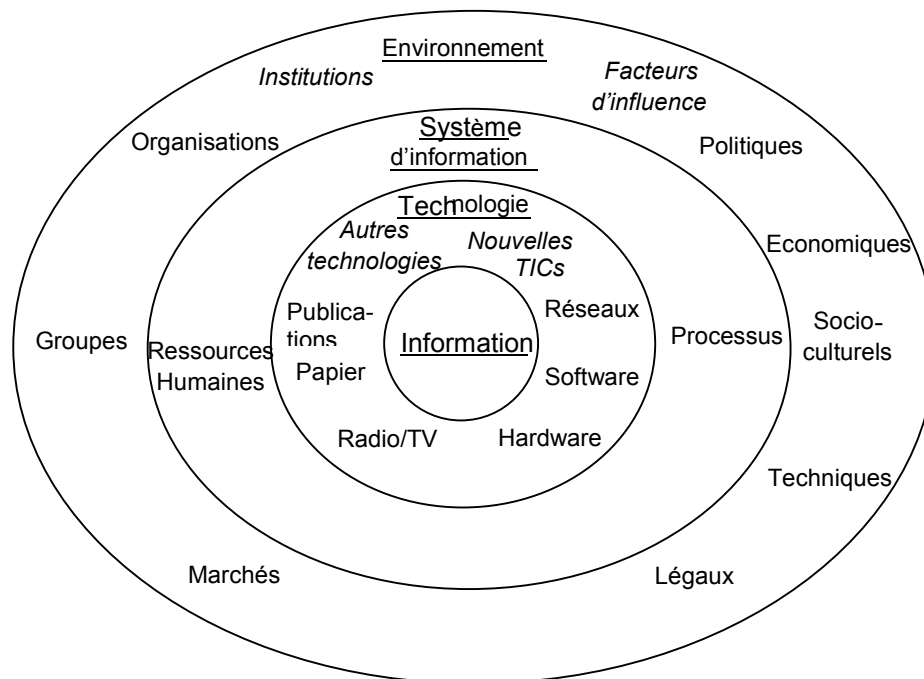 Environnement
Institutions
Facteurs
d'influence
Organisations
Politiques
Système
d'information
Technologie
Autres
technologies
Nouvelles
TICs
Economiques
Publica-
tions
Réseaux
Groupes
Ressources
Humaines
Information
Processus
Socio-
culturels
Papier
Software
Radio/TV
Hardware
Techniques
Marchés
Légaux